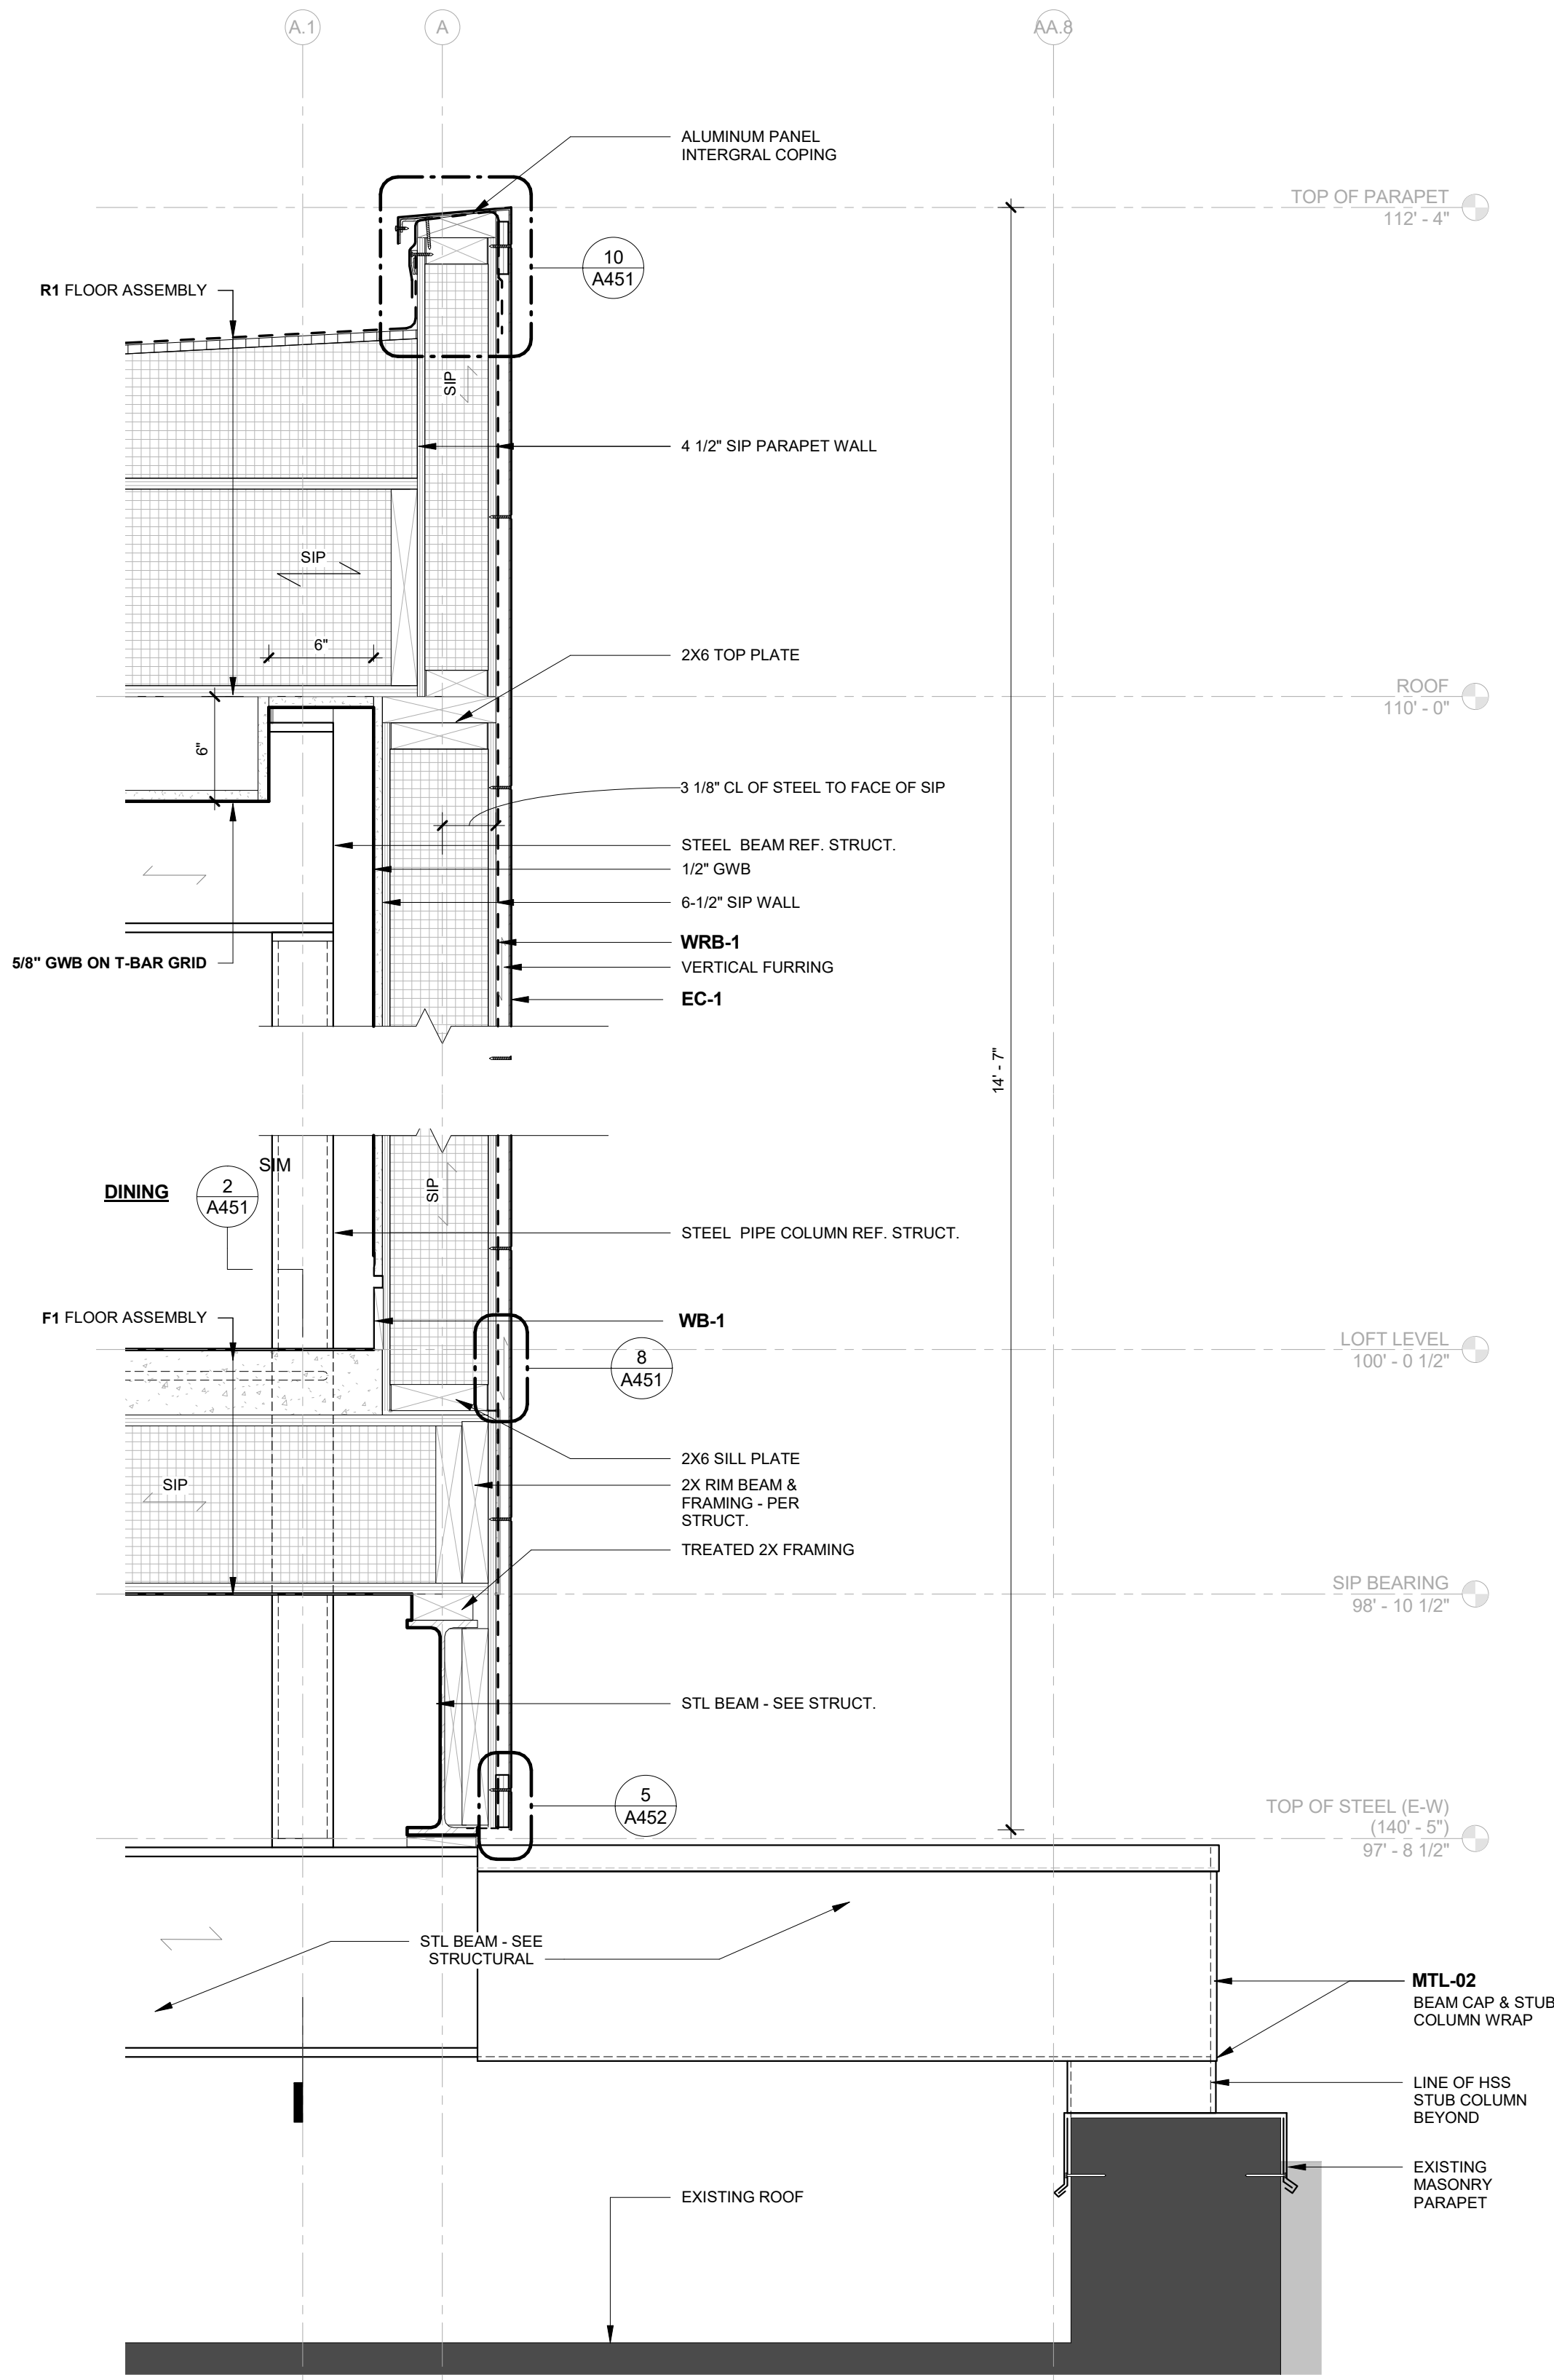 A.1
A
AA.8
ALUMINUM PANEL
INTERGRAL COPING
TOP OF PARAPET
112' - 4"
10
A451
R1 FLOOR ASSEMBLY
SIP
4 1/2" SIP PARAPET WALL
SIP
6"
2X6 TOP PLATE
ROOF
110' - 0"
6"
3 1/8" CL OF STEEL TO FACE OF SIP
STEEL BEAM REF. STRUCT.
1/2" GWB
6-1/2" SIP WALL
WRB-1
5/8" GWB ON T-BAR GRID
VERTICAL FURRING
EC-1
14' - 7"
SIM
DINING
2
A451
SIP
STEEL PIPE COLUMN REF. STRUCT.
F1 FLOOR ASSEMBLY
WB-1
LOFT LEVEL
100' - 0 1/2"
8
A451
2X6 SILL PLATE
SIP
2X RIM BEAM &
FRAMING - PER
STRUCT.
TREATED 2X FRAMING
SIP BEARING
98' - 10 1/2"
STL BEAM - SEE STRUCT.
5
A452
TOP OF STEEL (E-W)
(140' - 5")
97' - 8 1/2"
STL BEAM - SEE
STRUCTURAL
MTL-02
BEAM CAP & STUB
COLUMN WRAP
LINE OF HSS
STUB COLUMN
BEYOND
EXISTING
MASONRY
PARAPET
EXISTING ROOF